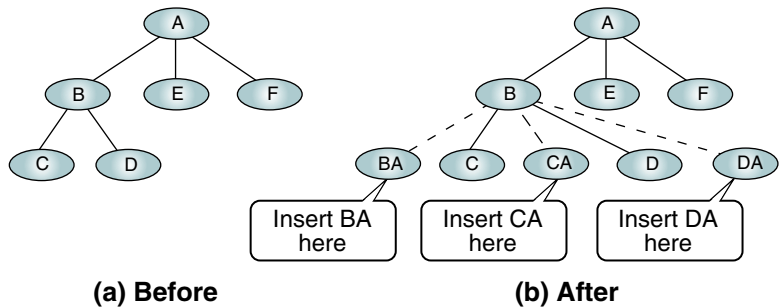 A
B
E
F
C
D
(a) Before
A
B
E
F
BA
C
CA
D
DA
Insert BA
here
Insert CA
here
Insert DA
here
(b) After